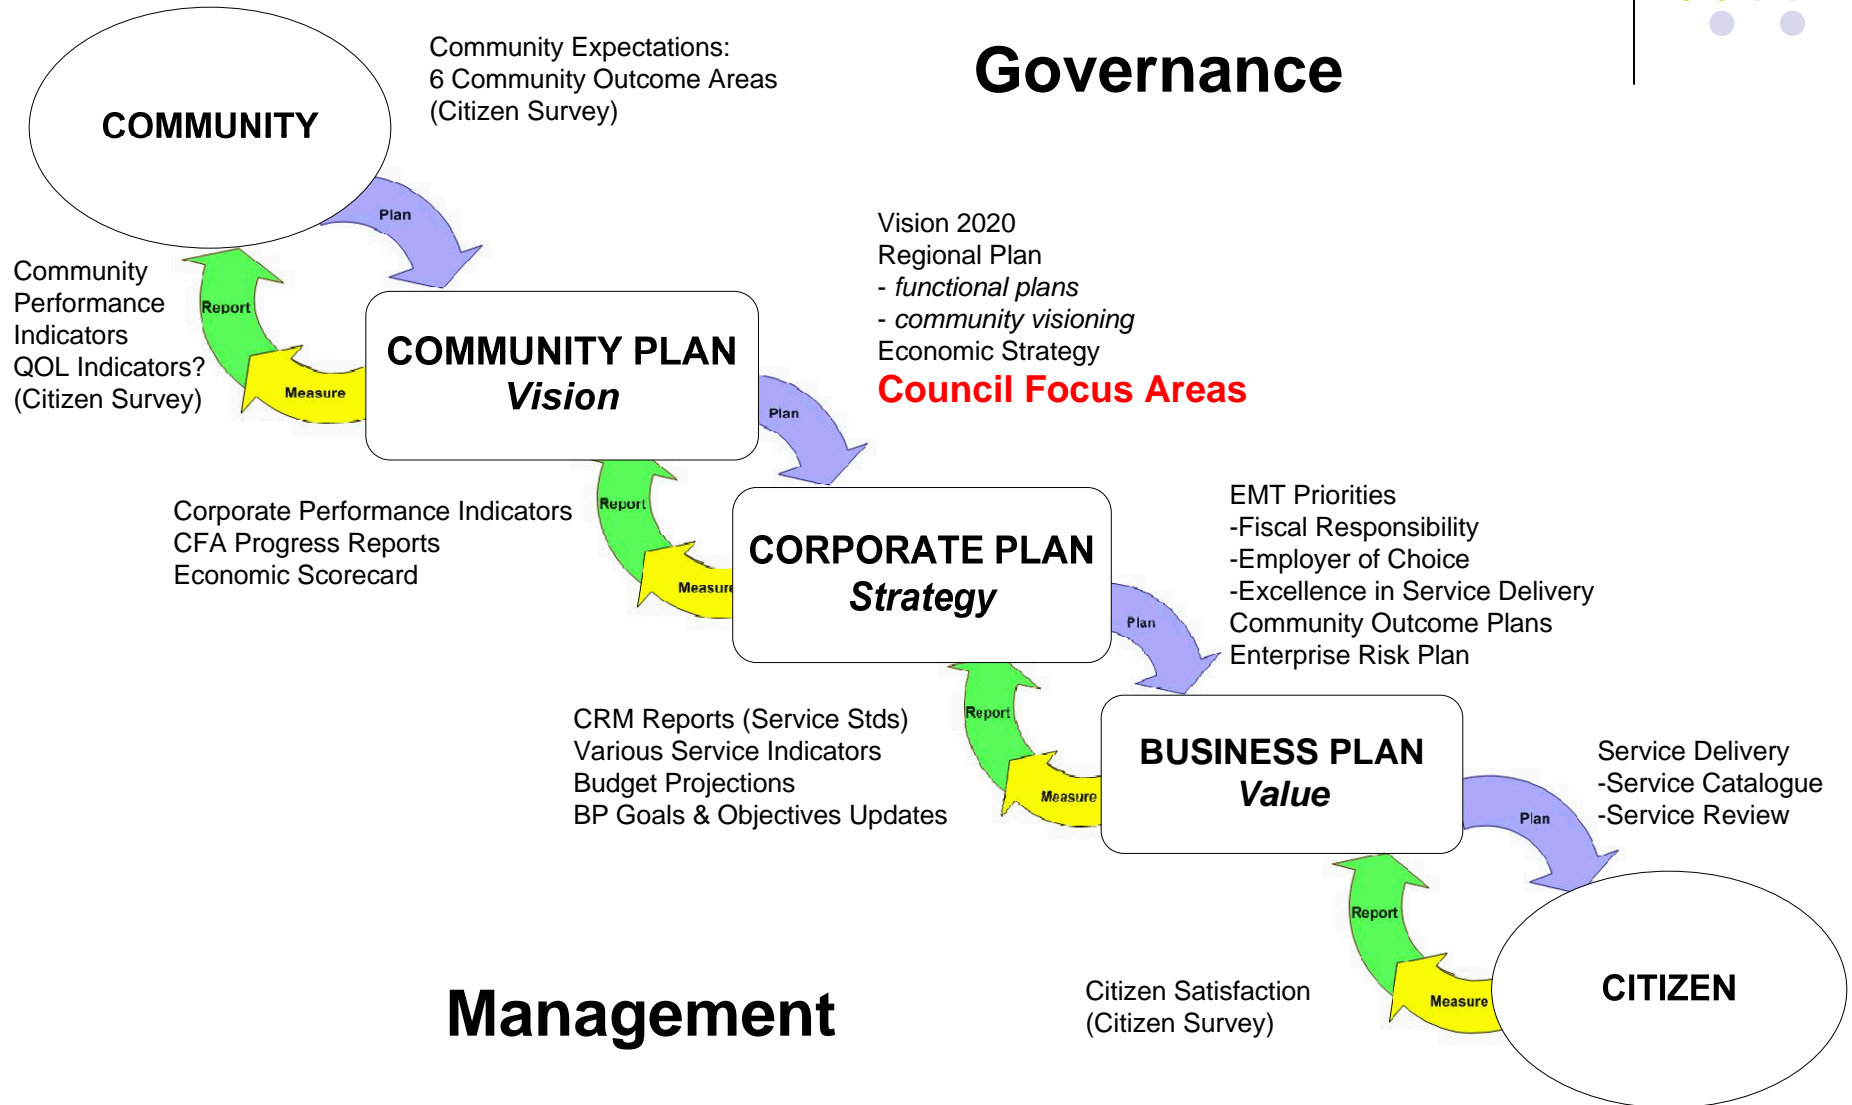 Governance
COMMUNITY
Community Expectations:
6 Community Outcome Areas
(Citizen Survey)
Plan
Report
Measure
Community
Performance
Indicators
QOL Indicators?
(Citizen Survey)
COMMUNITY PLAN
Vision
Vision 2020
Regional Plan
- functional plans
- community visioning
Economic Strategy
Council Focus Areas
Plan
Report
Measure
Corporate Performance Indicators
CFA Progress Reports
Economic Scorecard
CORPORATE PLAN
Strategy
EMT Priorities
-Fiscal Responsibility
-Employer of Choice
-Excellence in Service Delivery
Community Outcome Plans
Enterprise Risk Plan
Plan
Report
Measure
CRM Reports (Service Stds)
Various Service Indicators
Budget Projections
BP Goals & Objectives Updates
BUSINESS PLAN
Value
Service Delivery
-Service Catalogue
-Service Review
Plan
Report
Measure
Citizen Satisfaction
(Citizen Survey)
CITIZEN
Management